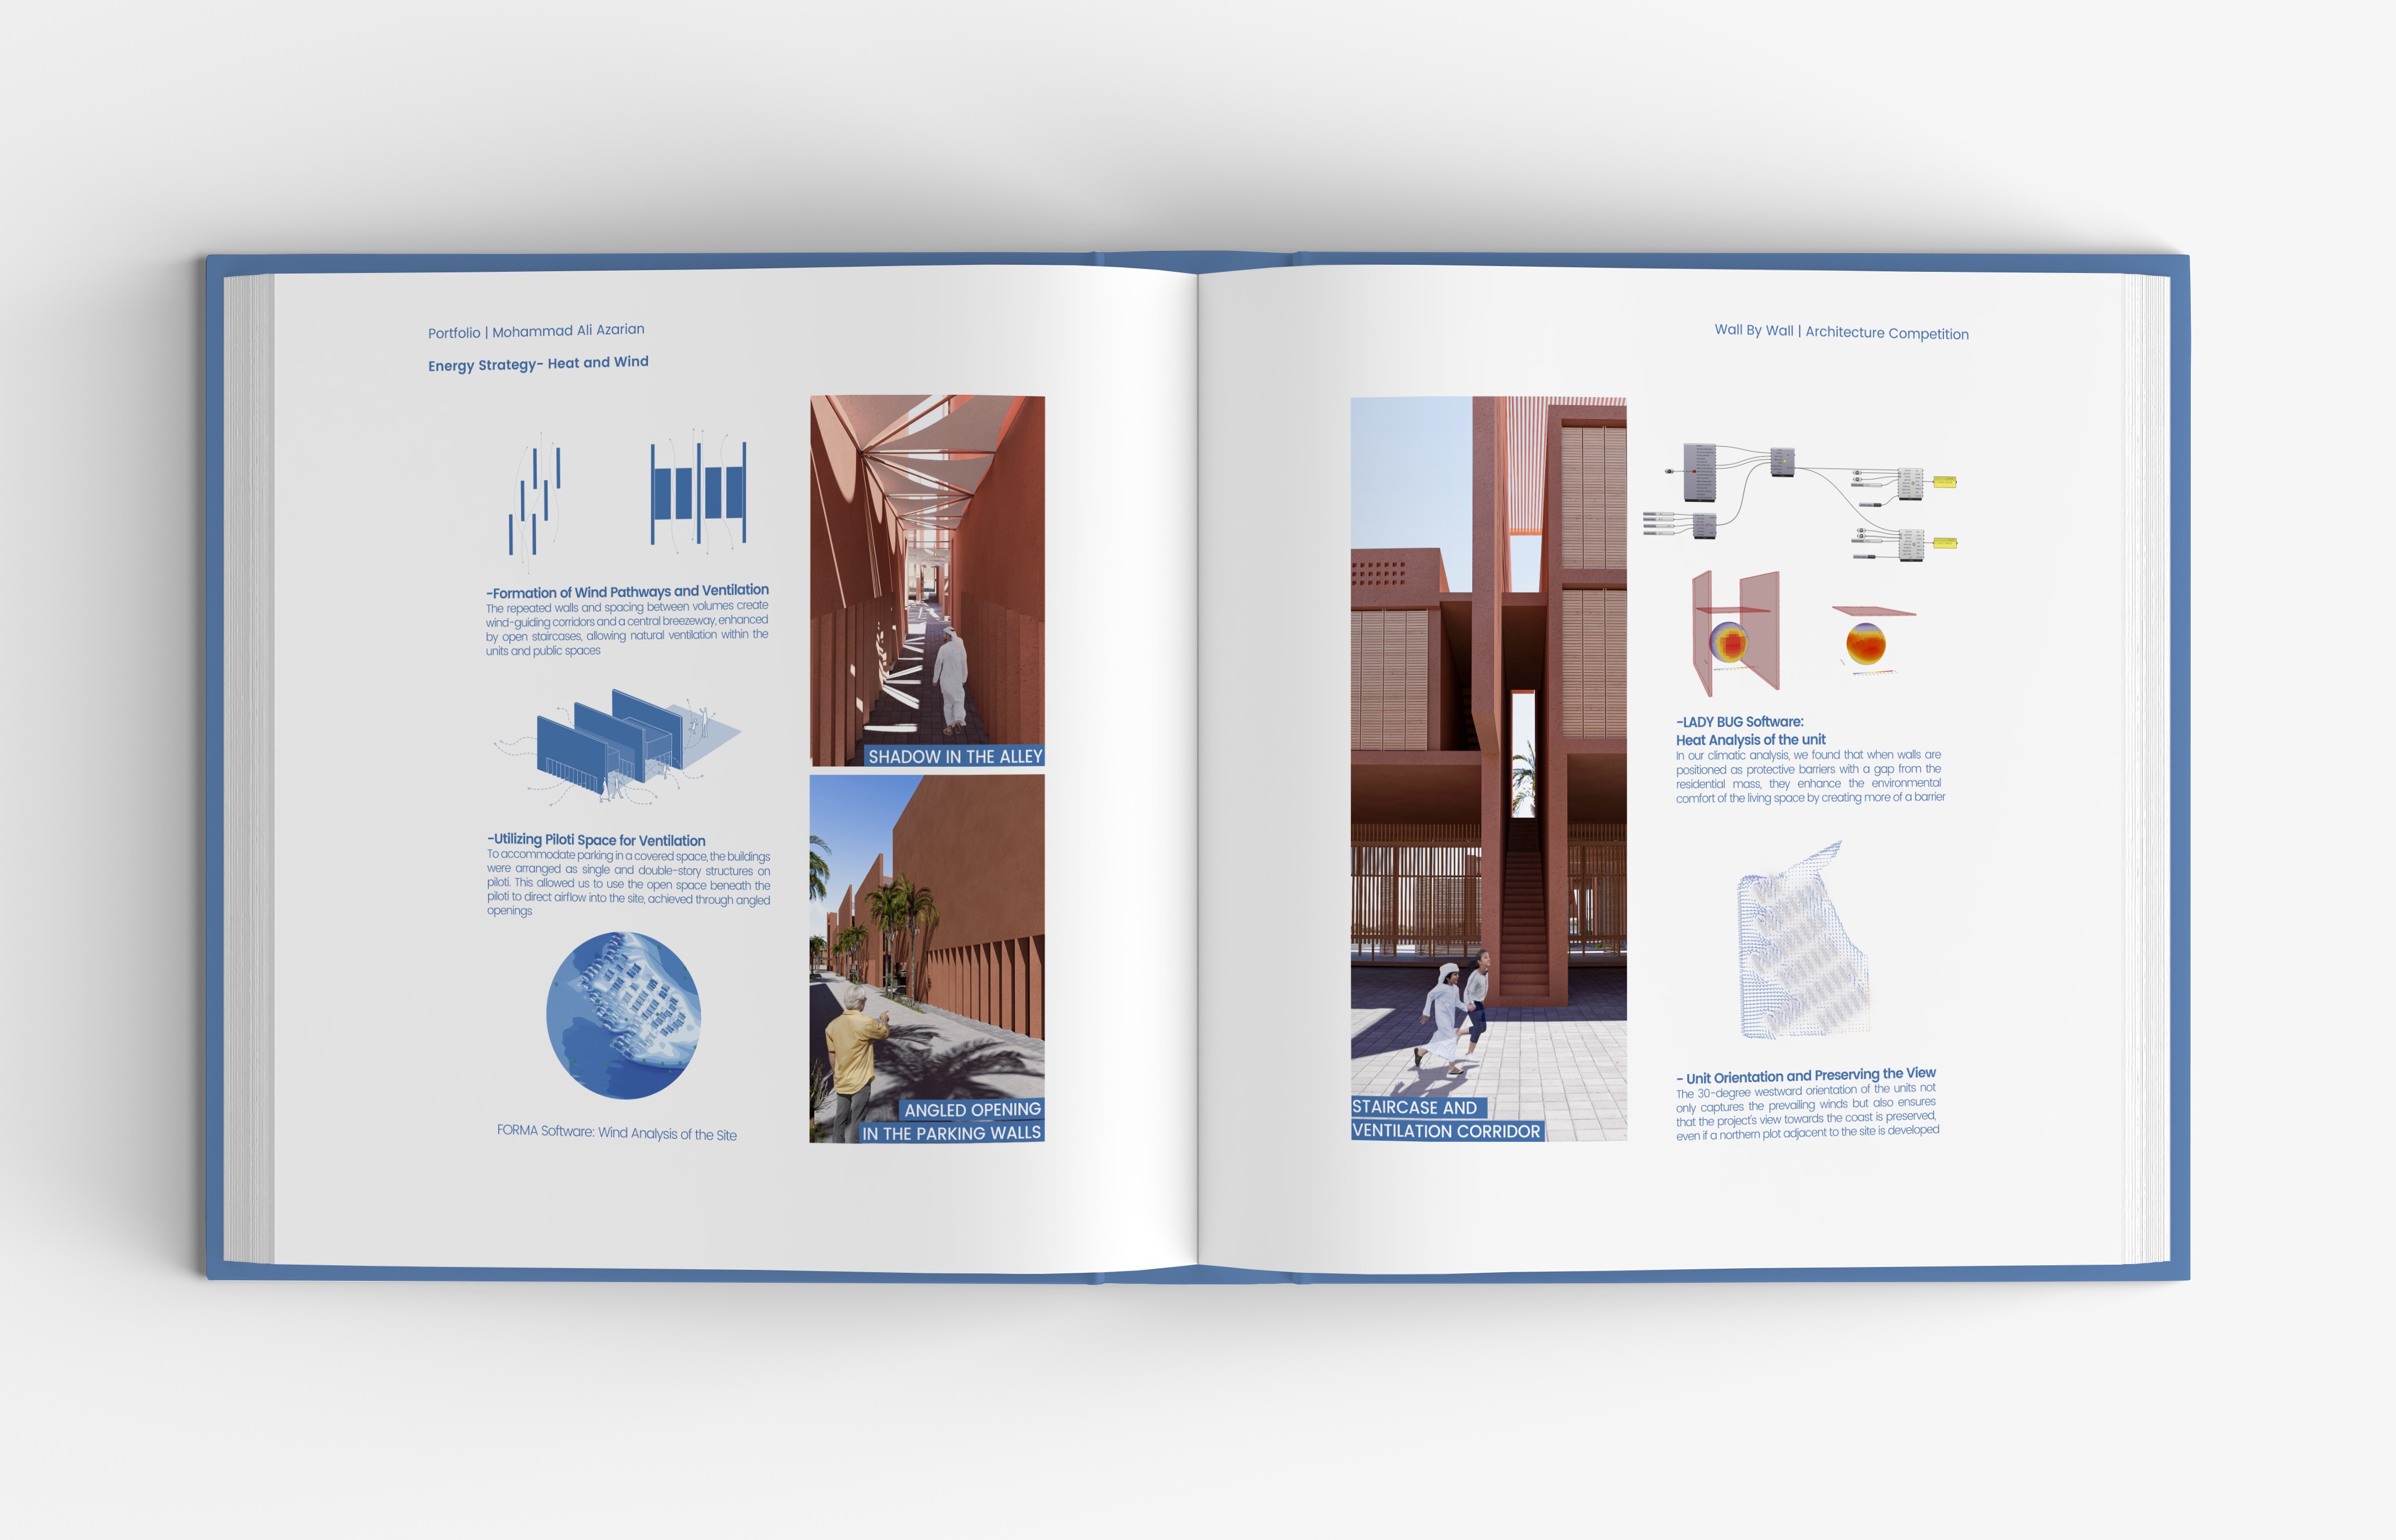 Portfolio | Mohammad Ali Azarian
Energy Strategy- Heat and Wind
-Formation of Wind Pathways and Ventilation
The repeated walls and spacing between volumes create
wind-guiding corridors and a central breezeway, enhanced
by open staircases, allowing natural ventilation within the
units and public spaces
-Utilizing Piloti Space for Ventilation
To accommodate parking in a covered space, the buildings
were arranged as single and double-story structures on
piloti. This allowed us to use the open space beneath the
piloti to direct airflow into the site, achieved through angled
openings
FORMA Software: Wind Analysis of the Site
SHADOW IN THE ALLEY
ANGLED OPENING
IN THE PARKING WALLS
Wall By Wall | Architecture Competition
STAIRCASE AND
VENTILATION CORRIDOR
-LADY BUG Software:
Heat Analysis of the unit
In our climatic analysis, we found that when walls are
positioned as protective barriers with a gap from the
residential mass, they enhance the environmental
comfort of the living space by creating more of a barrier
- Unit Orientation and Preserving the View
The 30-degree westward orientation of the units not
only captures the prevailing winds but also ensures
that the project's view towards the coast is preserved,
even if a northern plot adjacent to the site is developed